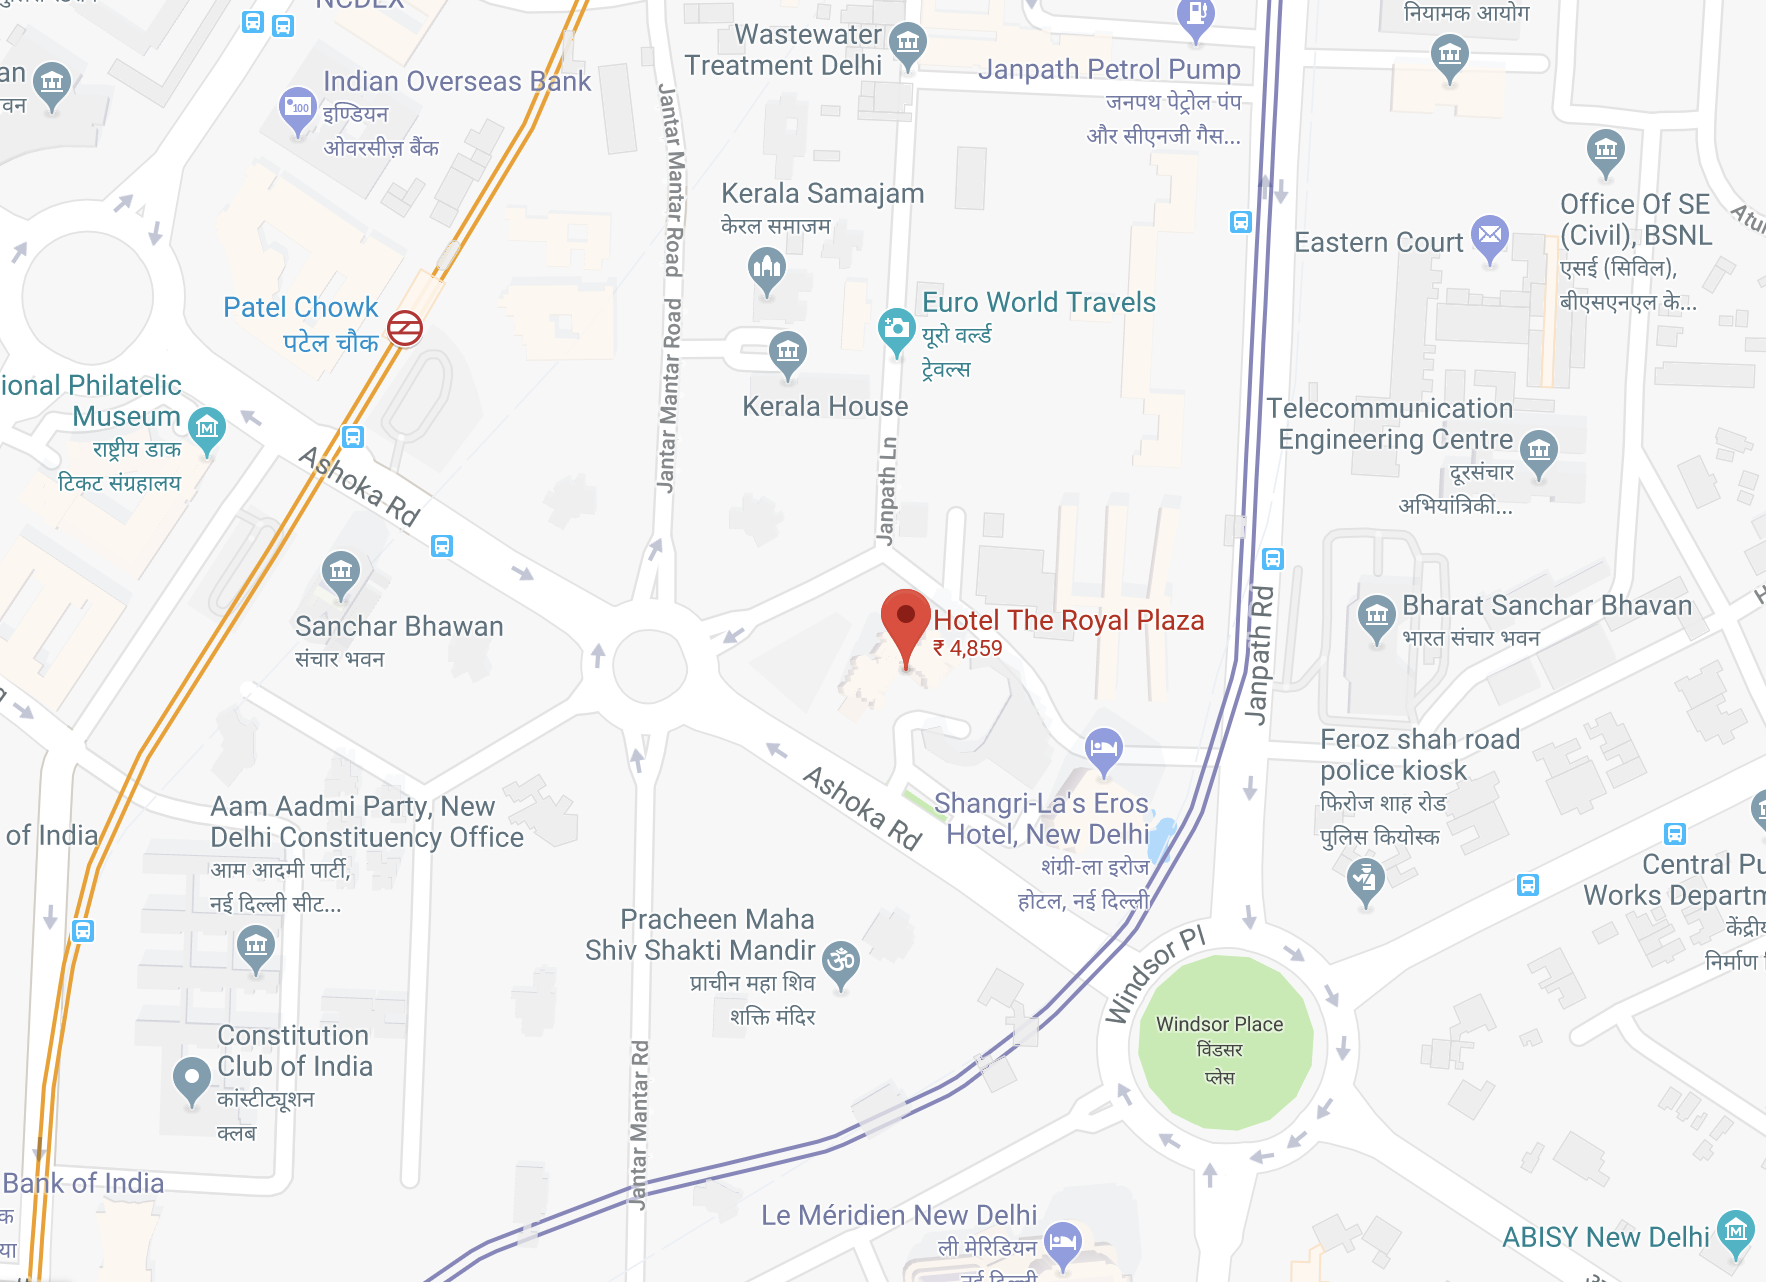 NCDEX
Wastewater
Treatment Delhi
नियामक आयोग
Indian Overseas Bank
इण्डियन
ओवरसीज़ बैंक
Janpath Petrol Pump
जनपथ पेट्रोल पंप
और सीएनजी गैस...
an
वन
Jantar Mantar Road
Kerala Samajam
केरल समाजम
Office Of SE
(Civil), BSNL
एसई (सिविल),
बीएसएनएल के...
Atul
Eastern Court
Patel Chowk
पटेल चौक
Euro World Travels
यूरो वर्ल्ड
ट्रेवल्स
Jantar Mantar Road
ional Philatelic
Museum
राष्ट्रीय डाक
टिकट संग्रहालय
Kerala House
Telecommunication
Engineering Centre
दूरसंचार
अभियांत्रिकी...
Ashoka Rd
Janpath Ln
Sanchar Bhawan
संचार भवन
Hotel The Royal Plaza
₹ 4,859
Janpath Rd
Bharat Sanchar Bhavan
भारत संचार भवन
Feroz shah road
police kiosk
फिरोज शाह रोड
पुलिस कियोस्क
Ashoka Rd
Shangri-La's Eros
Hotel, New Delhi
शंग्री-ला इरोज
होटल, नई दिल्ली
of India
Aam Aadmi Party, New
Delhi Constituency Office
आम आदमी पार्टी,
नई दिल्ली सीट...
Central Pu
Works Departm
केंद्रीय
निर्माण
Pracheen Maha
Shiv Shakti Mandir
प्राचीन महा शिव
शक्ति मंदिर
Windsor Pl
Windsor Place
विंडसर
प्लेस
Constitution
Club of India
कांस्टीट्यूशन
क्लब
Jantar Mantar Rd
Bank of India
क
या
Le Méridien New Delhi
ली मेरिडियन
नई दिल्ली
ABISY New Delhi